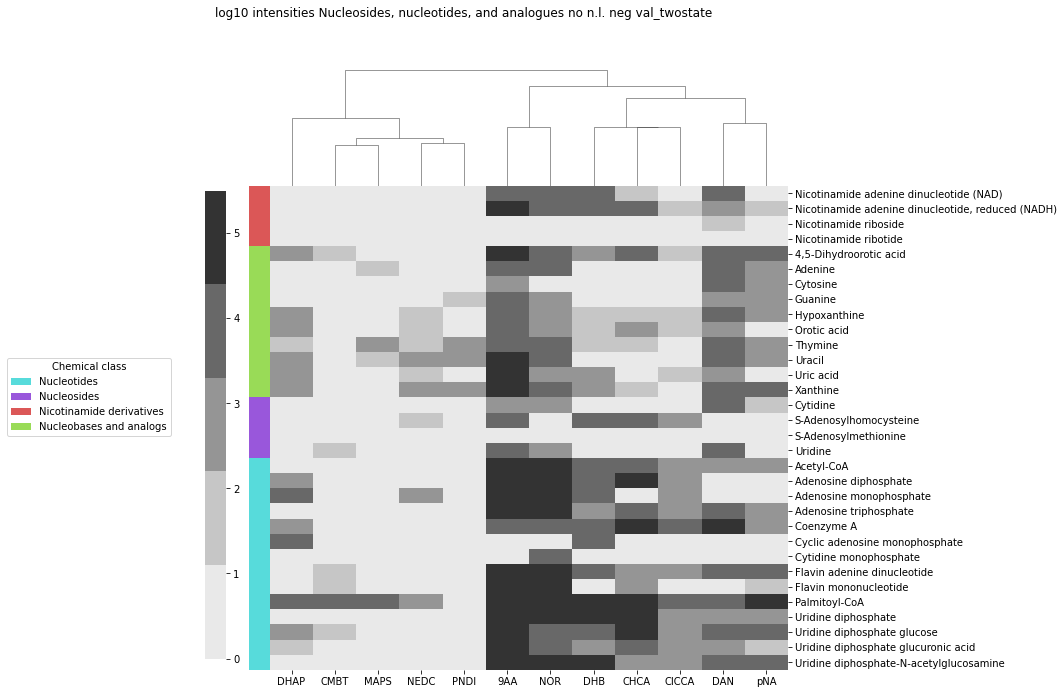 log10 intensities Nucleosides, nucleotides, and analogues no n.l. neg val_twostate
5
4
3
2
1
0
Chemical class
Nucleotides
Nucleosides
Nicotinamide derivatives
Nucleobases and analogs
Nicotinamide adenine dinucleotide (NAD)
Nicotinamide adenine dinucleotide, reduced (NADH)
Nicotinamide riboside
Nicotinamide ribotide
4,5-Dihydroorotic acid
Adenine
Cytosine
Guanine
Hypoxanthine
Orotic acid
Thymine
Uracil
Uric acid
Xanthine
Cytidine
S-Adenosylhomocysteine
S-Adenosylmethionine
Uridine
Acetyl-CoA
Adenosine diphosphate
Adenosine monophosphate
Adenosine triphosphate
Coenzyme A
Cyclic adenosine monophosphate
Cytidine monophosphate
Flavin adenine dinucleotide
Flavin mononucleotide
Palmitoyl-CoA
Uridine diphosphate
Uridine diphosphate glucose
Uridine diphosphate glucuronic acid
Uridine diphosphate-N-acetylglucosamine
DHAP CMBT MAPS NEDC PNDI 9AA NOR DHB CHCA ClCCA DAN pNA